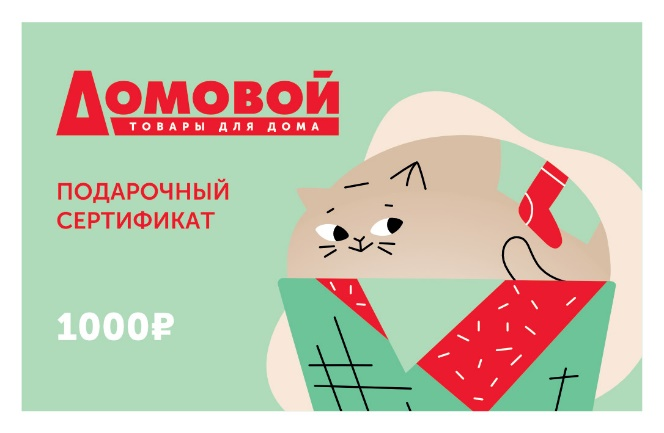 ДОМОВОЙ
ТОВАРЫ ДЛЯ ДОМА
ПОДАРОЧНЫЙ
СЕРТИФИКАТ
1000₽